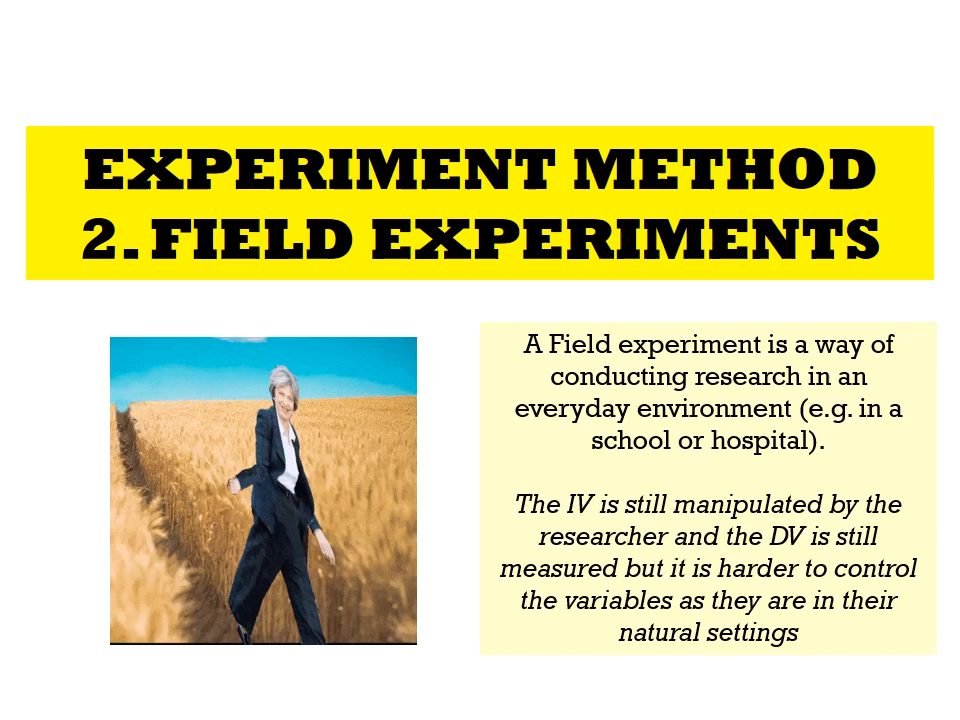 EXPERIMENT METHOD
2. FIELD EXPERIMENTS
A Field experiment is a way of
conducting research in an
everyday environment (e.g. in a
school or hospital).
The IV is still manipulated by the
researcher and the DV is still
measured but it is harder to control
the variables as they are in their
natural settings